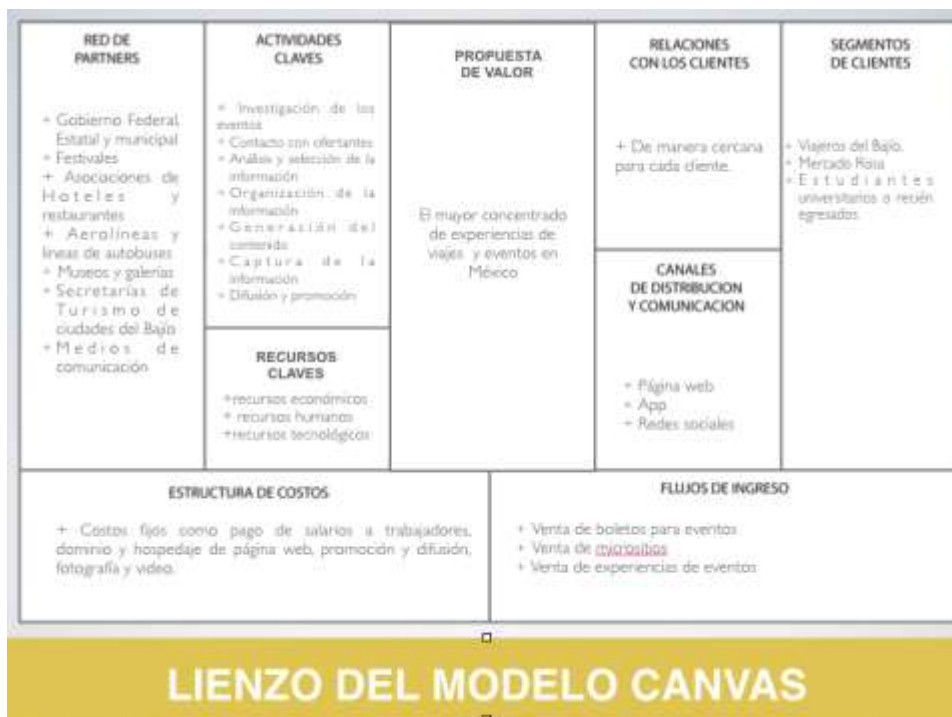 RED DE
PARTNERS
+ Gobierno Federal,
Estatal y municipal
+ Festivales
+ Asociaciones de
Hoteles y
restaurantes
+ Aerolíneas y
líneas de autobuses
+ Museos y galerías
+ Secretarías de
Turismo de
ciudades del Bajío
+ Medios de
comunicación
ACTIVIDADES
CLAVES
+ Investigación de los
eventos
+ Contacto con ofertantes
+ Análisis y selección de la
información
+ Organización de la
información
+ Generación del
contenido
+ Captura de la
información
+ Difusión y promoción
RECURSOS
CLAVES
+recursos económicos
+ recursos humanos
+recursos tecnológicos
PROPUESTA
DE VALOR
El mayor concentrado
de experiencias de
viajes y eventos en
México
RELACIONES
CON LOS CLIENTES
+ De manera cercana
para cada cliente.
CANALES
DE DISTRIBUCION
Y COMUNICACION
+ Página web
+ App
+ Redes sociales
SEGMENTOS
DE CLIENTES
+ Viajeros del Bajío.
+ Mercado Rosa
+ Estudiantes
universitarios o recién
egresados
ESTRUCTURA DE COSTOS
+ Costos fijos como pago de salarios a trabajadores,
dominio y hospedaje de página web, promoción y difusión,
fotografía y video.
FLUJOS DE INGRESO
+ Venta de boletos para eventos
+ Venta de micrositios
+ Venta de experiencias de eventos
LIENZO DEL MODELO CANVAS